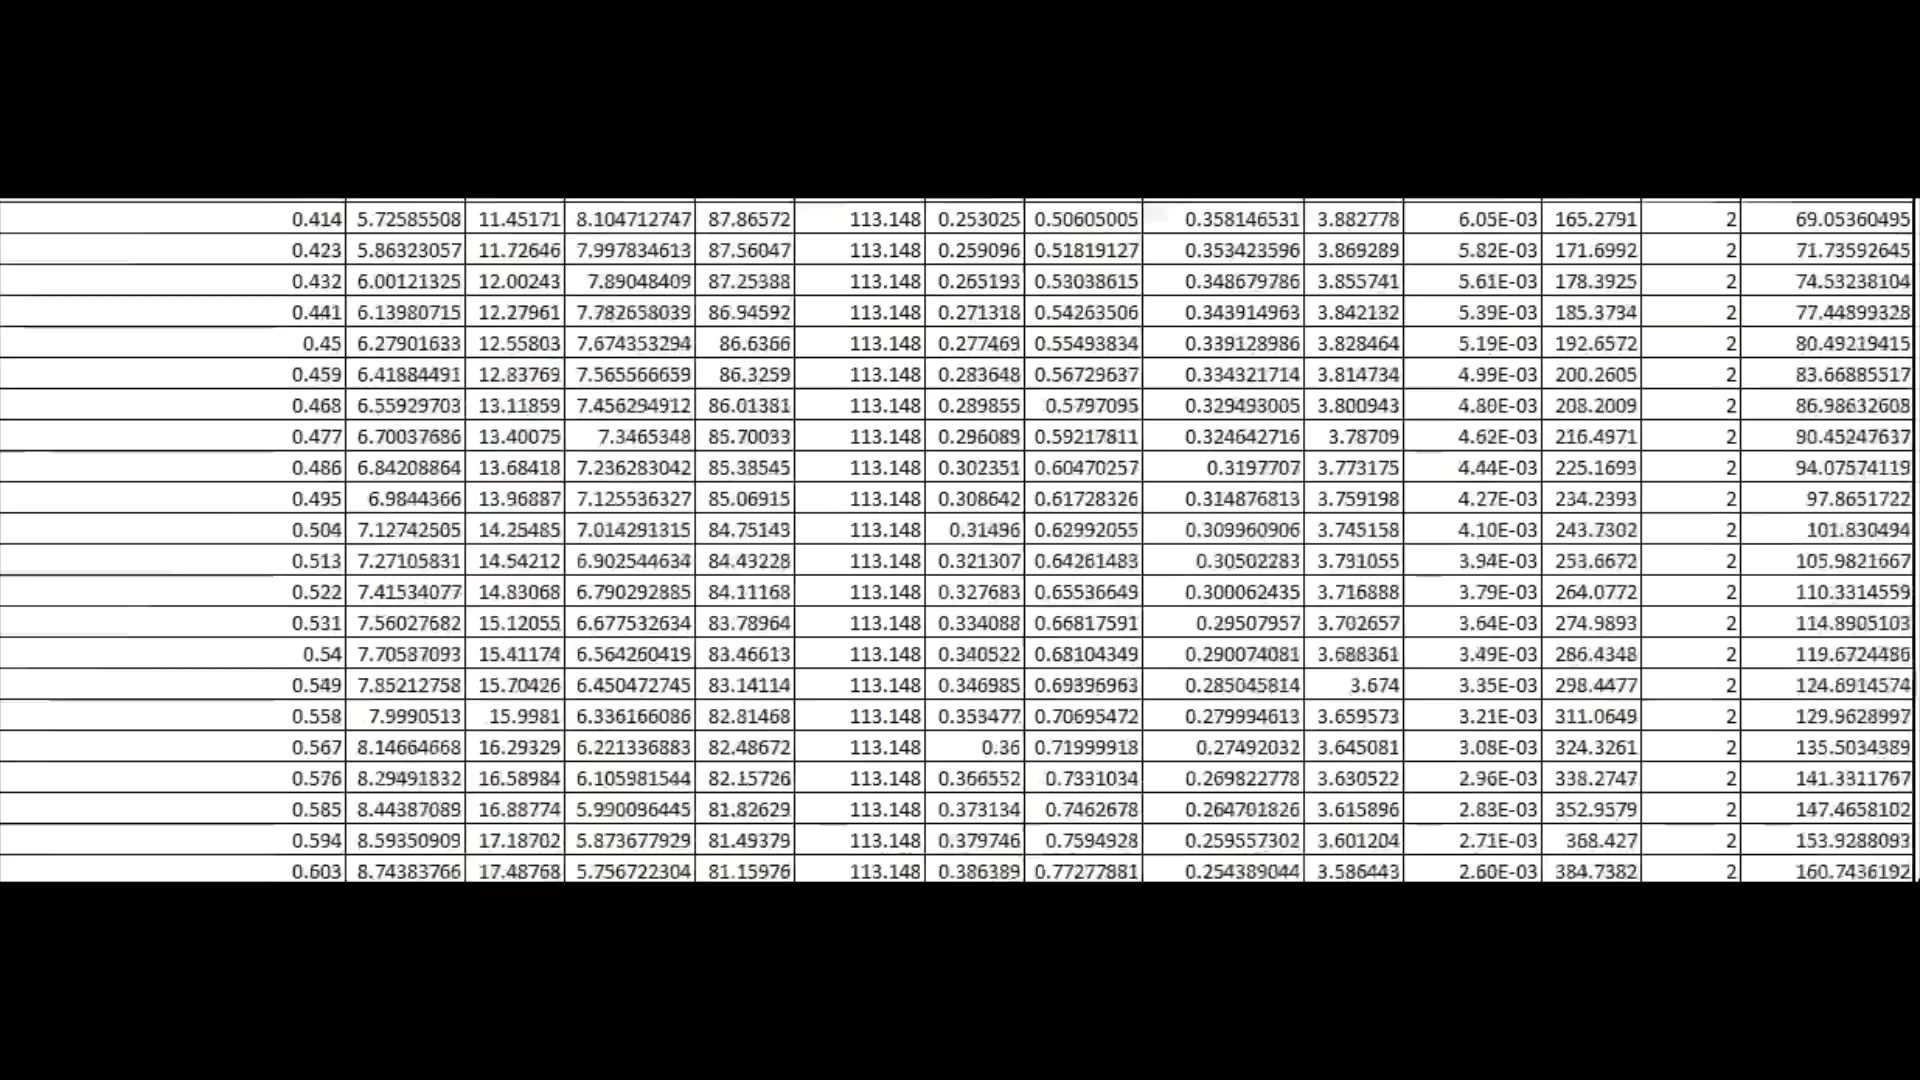 0.414 5.72585508 11.45171 8.104712747 87.86572 113.148 0.253025 0.50605005 0.358146531 3.882778 6.05E-03 165.2791 2 69.05360495
0.423 5.86323057 11.72646 7.997834613 87.56047 113.148 0.259096 0.51819127 0.353423596 3.869289 5.82E-03 171.6992 2 71.73592645
0.432 6.00121325 12.00243 7.89048409 87.25388 113.148 0.265193 0.53038615 0.348679786 3.855741 5.61E-03 178.3925 2 74.53238104
0.441 6.13980715 12.27961 7.782658039 86.94592 113.148 0.271318 0.54263506 0.343914963 3.842132 5.39E-03 185.3734 2 77.44899328
0.45 6.27901633 12.55803 7.674353294 86.6366 113.148 0.277469 0.55493834 0.339128986 3.828464 5.19E-03 192.6572 2 80.49219415
0.459 6.41884491 12.83769 7.565566659 86.3259 113.148 0.283648 0.56729637 0.334321714 3.814734 4.99E-03 200.2605 2 83.66885517
0.468 6.55929703 13.11859 7.456294912 86.01381 113.148 0.289855 0.5797095 0.329493005 3.800943 4.80E-03 208.2009 2 86.98632608
0.477 6.70037686 13.40075 7.3465348 85.70033 113.148 0.296089 0.59217811 0.324642716 3.78709 4.62E-03 216.4971 2 90.45247637
0.486 6.84208864 13.68418 7.236283042 85.38545 113.148 0.302351 0.60470257 0.3197707 3.773175 4.44E-03 225.1693 2 94.07574119
0.495 6.9844366 13.96887 7.125536327 85.06915 113.148 0.308642 0.61728326 0.314876813 3.759198 4.27E-03 234.2393 2 97.8651722
0.504 7.12742505 14.25485 7.014291315 84.75143 113.148 0.31496 0.62992055 0.309960906 3.745158 4.10E-03 243.7302 2 101.830494
0.513 7.27105831 14.54212 6.902544634 84.43228 113.148 0.321307 0.64261483 0.30502283 3.731055 3.94E-03 253.6672 2 105.9821667
0.522 7.41534077 14.83068 6.790292885 84.11168 113.148 0.327683 0.65536649 0.300062435 3.716888 3.79E-03 264.0772 2 110.3314559
0.531 7.56027682 15.12055 6.677532634 83.78964 113.148 0.334088 0.66817591 0.29507957 3.702657 3.64E-03 274.9893 2 114.8905103
0.54 7.70587093 15.41174 6.564260419 83.46613 113.148 0.340522 0.68104349 0.290074081 3.688361 3.49E-03 286.4348 2 119.6724486
0.549 7.85212758 15.70426 6.450472745 83.14114 113.148 0.346985 0.69396963 0.285045814 3.674 3.35E-03 298.4477 2 124.6914574
0.558 7.9990513 15.9981 6.336166086 82.81468 113.148 0.353477 0.70695472 0.279994613 3.659573 3.21E-03 311.0649 2 129.9628997
0.567 8.14664668 16.29329 6.221336883 82.48672 113.148 0.36 0.71999918 0.27492032 3.645081 3.08E-03 324.3261 2 135.5034389
0.576 8.29491832 16.58984 6.105981544 82.15726 113.148 0.366552 0.7331034 0.269822778 3.630522 2.96E-03 338.2747 2 141.3311767
0.585 8.44387089 16.88774 5.990096445 81.82629 113.148 0.373134 0.7462678 0.264701826 3.615896 2.83E-03 352.9579 2 147.4658102
0.594 8.59350909 17.18702 5.873677929 81.49379 113.148 0.379746 0.7594928 0.259557302 3.601204 2.71E-03 368.427 2 153.9288093
0.603 8.74383766 17.48768 5.756722304 81.15976 113.148 0.386389 0.77277881 0.254389044 3.586443 2.60E-03 384.7382 2 160.7436192